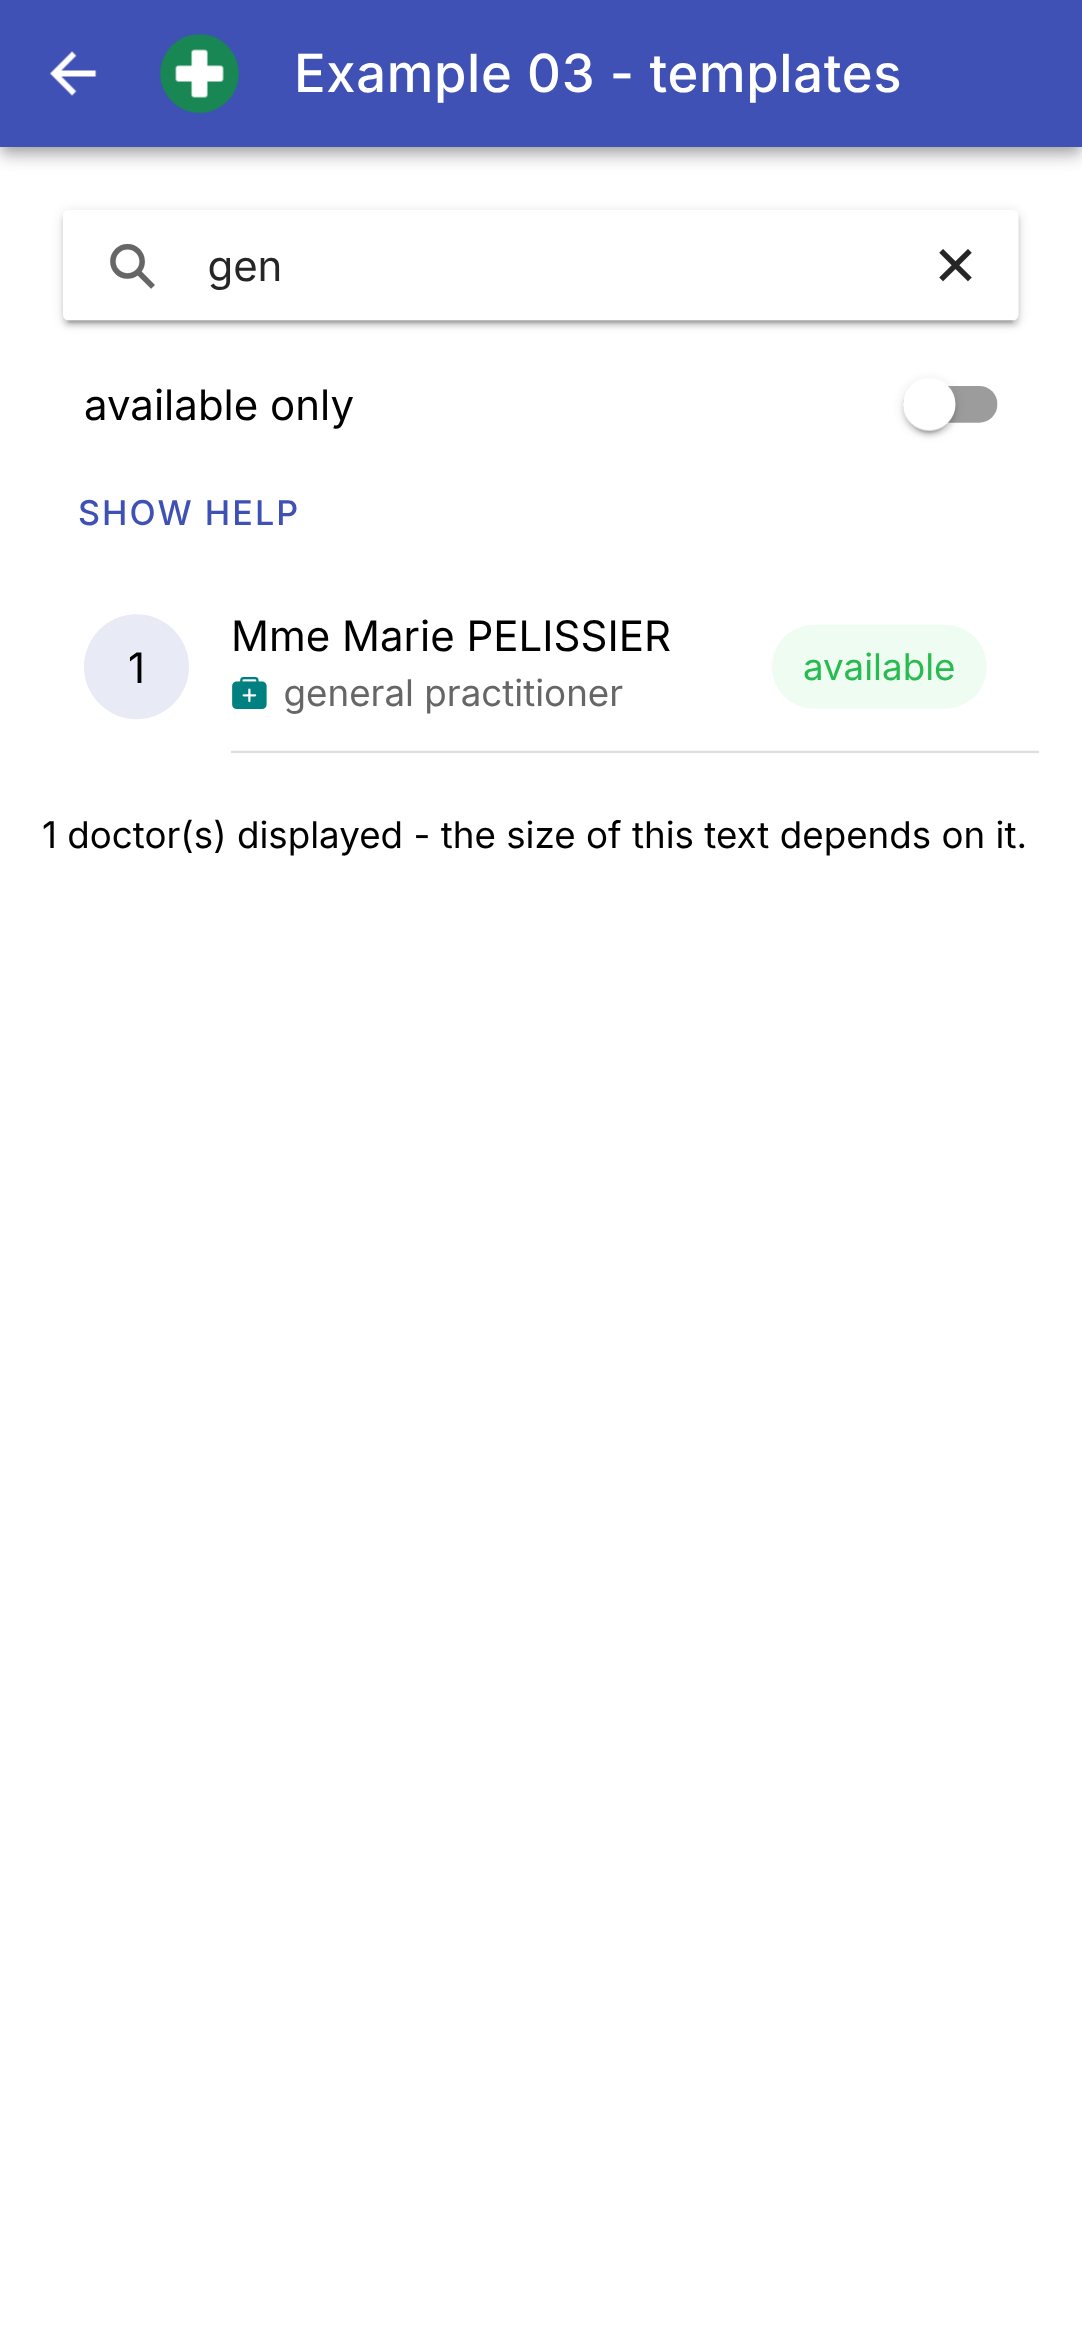 Example 03 - templates
gen
available only
SHOW HELP
1
Mme Marie PELISSIER
general practitioner
available
1 doctor(s) displayed - the size of this text depends on it.